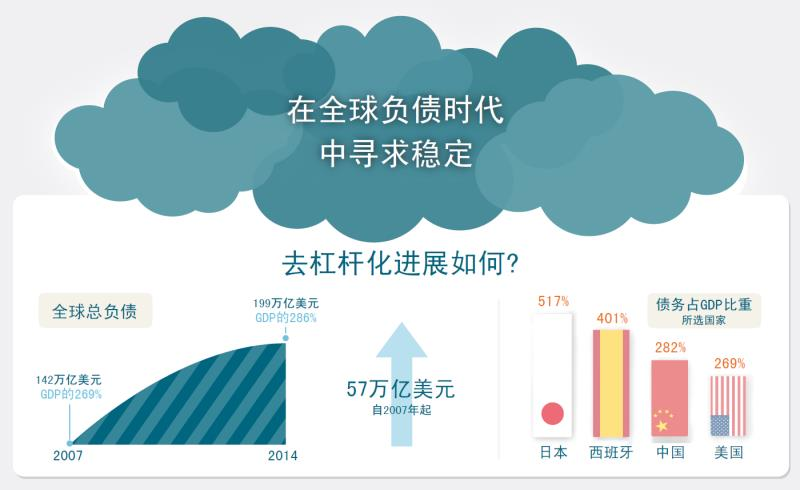 在全球负债时代
中寻求稳定
去杠杆化进展如何?
全球总负债
199万亿美元
GDP的286%
142万亿美元
GDP的269%
2007
2014
57万亿美元
自2007年起
债务占GDP比重
所选国家
517%
401%
282%
269%
日本
西班牙
中国
美国